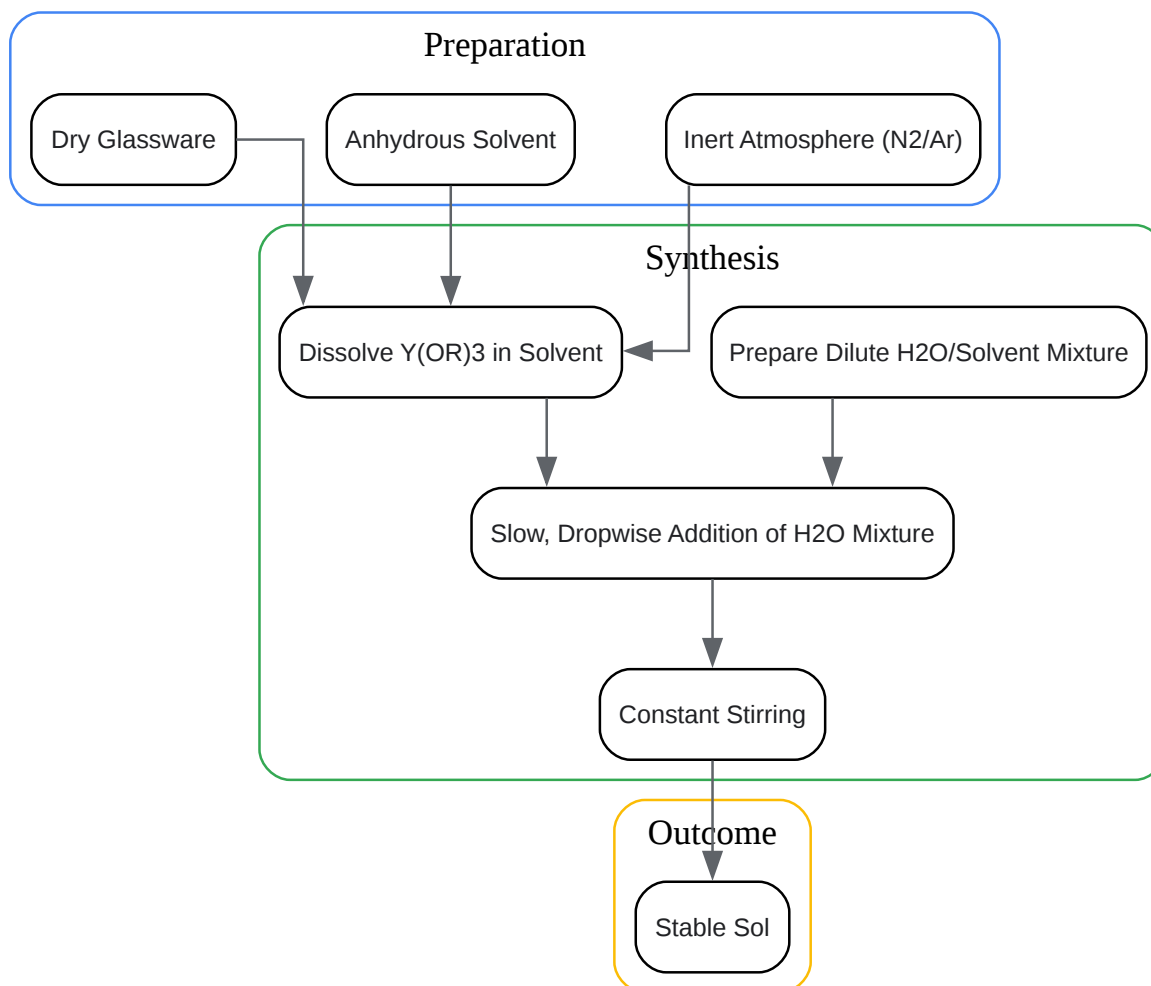 Preparation
Dry Glassware
Anhydrous Solvent
Inert Atmosphere (N2/Ar)
Synthesis
Dissolve Y(OR)3 in Solvent
Prepare Dilute H2O/Solvent Mixture
Slow, Dropwise Addition of H2O Mixture
Constant Stirring
Outcome
Stable Sol